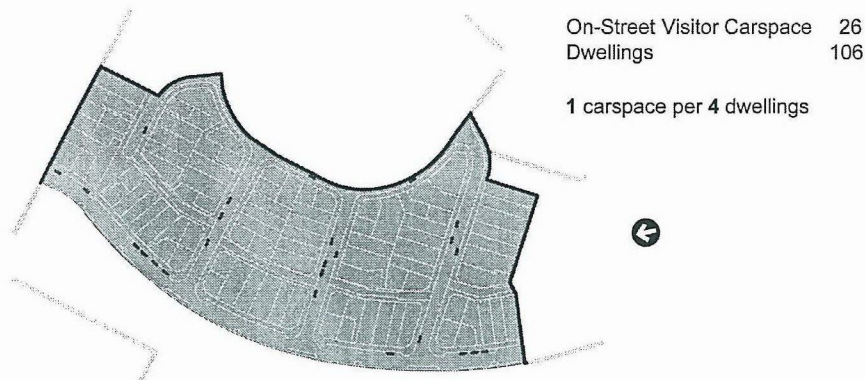 On-Street Visitor Carspace 26
Dwellings 106
1 carspace per 4 dwellings